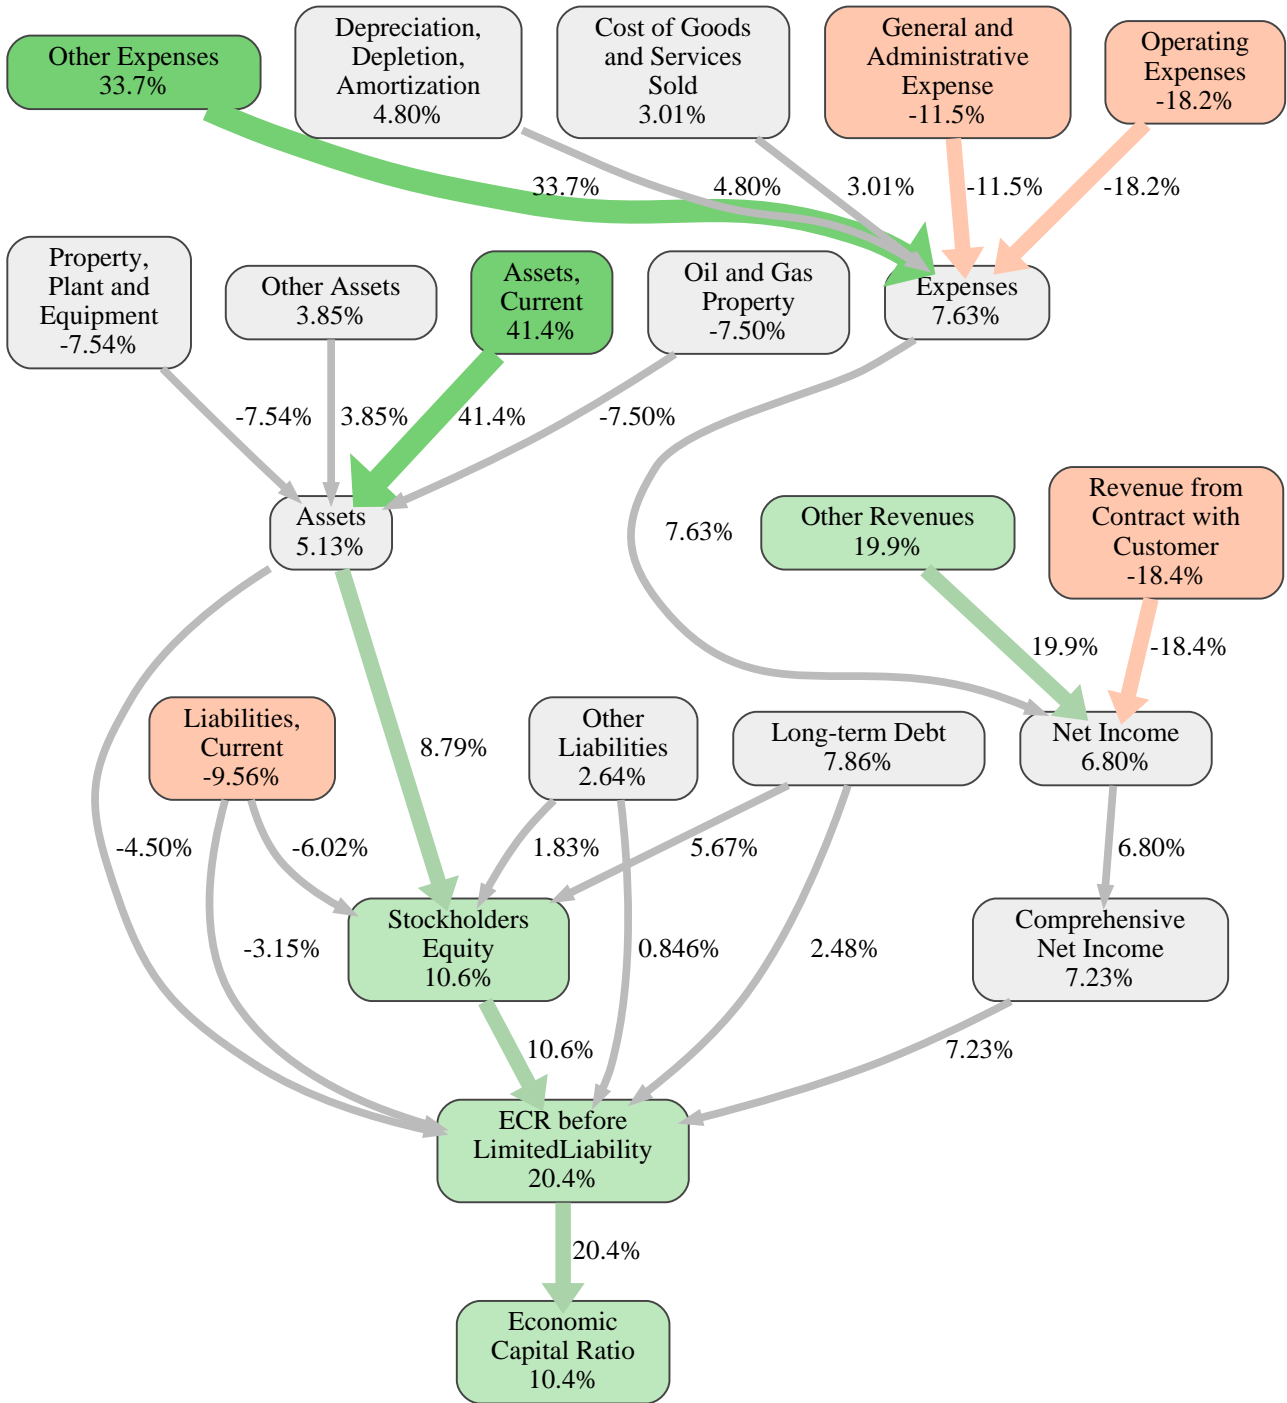 Other Expenses
33.7%
Depreciation,
Depletion,
Amortization
4.80%
Cost of Goods
and Services
Sold
3.01%
General and
Administrative
Expense
-11.5%
Operating
Expenses
-18.2%
33.7%
4.80%
3.01%
-11.5%
-18.2%
Property,
Plant and
Equipment
-7.54%
Other Assets
3.85%
Assets,
Current
41.4%
Oil and Gas
Property
-7.50%
Expenses
7.63%
-7.54%
3.85%
41.4%
-7.50%
Assets
5.13%
7.63%
Other Revenues
19.9%
Revenue from
Contract with
Customer
-18.4%
19.9%
-18.4%
Liabilities,
Current
-9.56%
8.79%
Other
Liabilities
2.64%
Long-term Debt
7.86%
Net Income
6.80%
-4.50%
-6.02%
1.83%
5.67%
6.80%
Stockholders
Equity
10.6%
-3.15%
0.846%
2.48%
Comprehensive
Net Income
7.23%
10.6%
7.23%
ECR before
LimitedLiability
20.4%
20.4%
Economic
Capital Ratio
10.4%